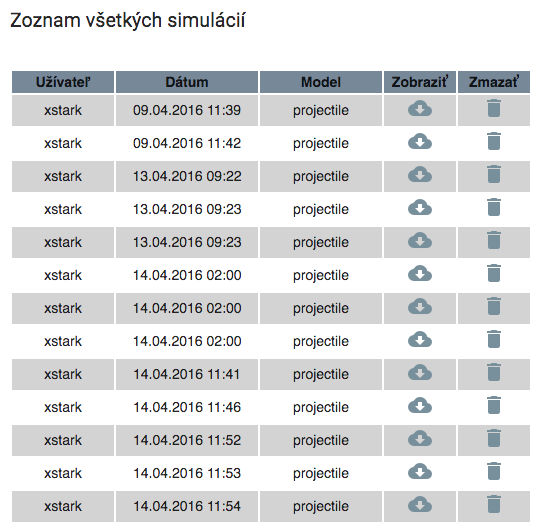 Zoznam všetkých simulácií
Užívateľ Dátum Model Zobraziť Zmazať
xstark 09.04.2016 11:39 projectile
xstark 09.04.2016 11:42 projectile
xstark 13.04.2016 09:22 projectile
xstark 13.04.2016 09:23 projectile
xstark 13.04.2016 09:23 projectile
xstark 14.04.2016 02:00 projectile
xstark 14.04.2016 02:00 projectile
xstark 14.04.2016 02:00 projectile
xstark 14.04.2016 11:41 projectile
xstark 14.04.2016 11:46 projectile
xstark 14.04.2016 11:52 projectile
xstark 14.04.2016 11:53 projectile
xstark 14.04.2016 11:54 projectile